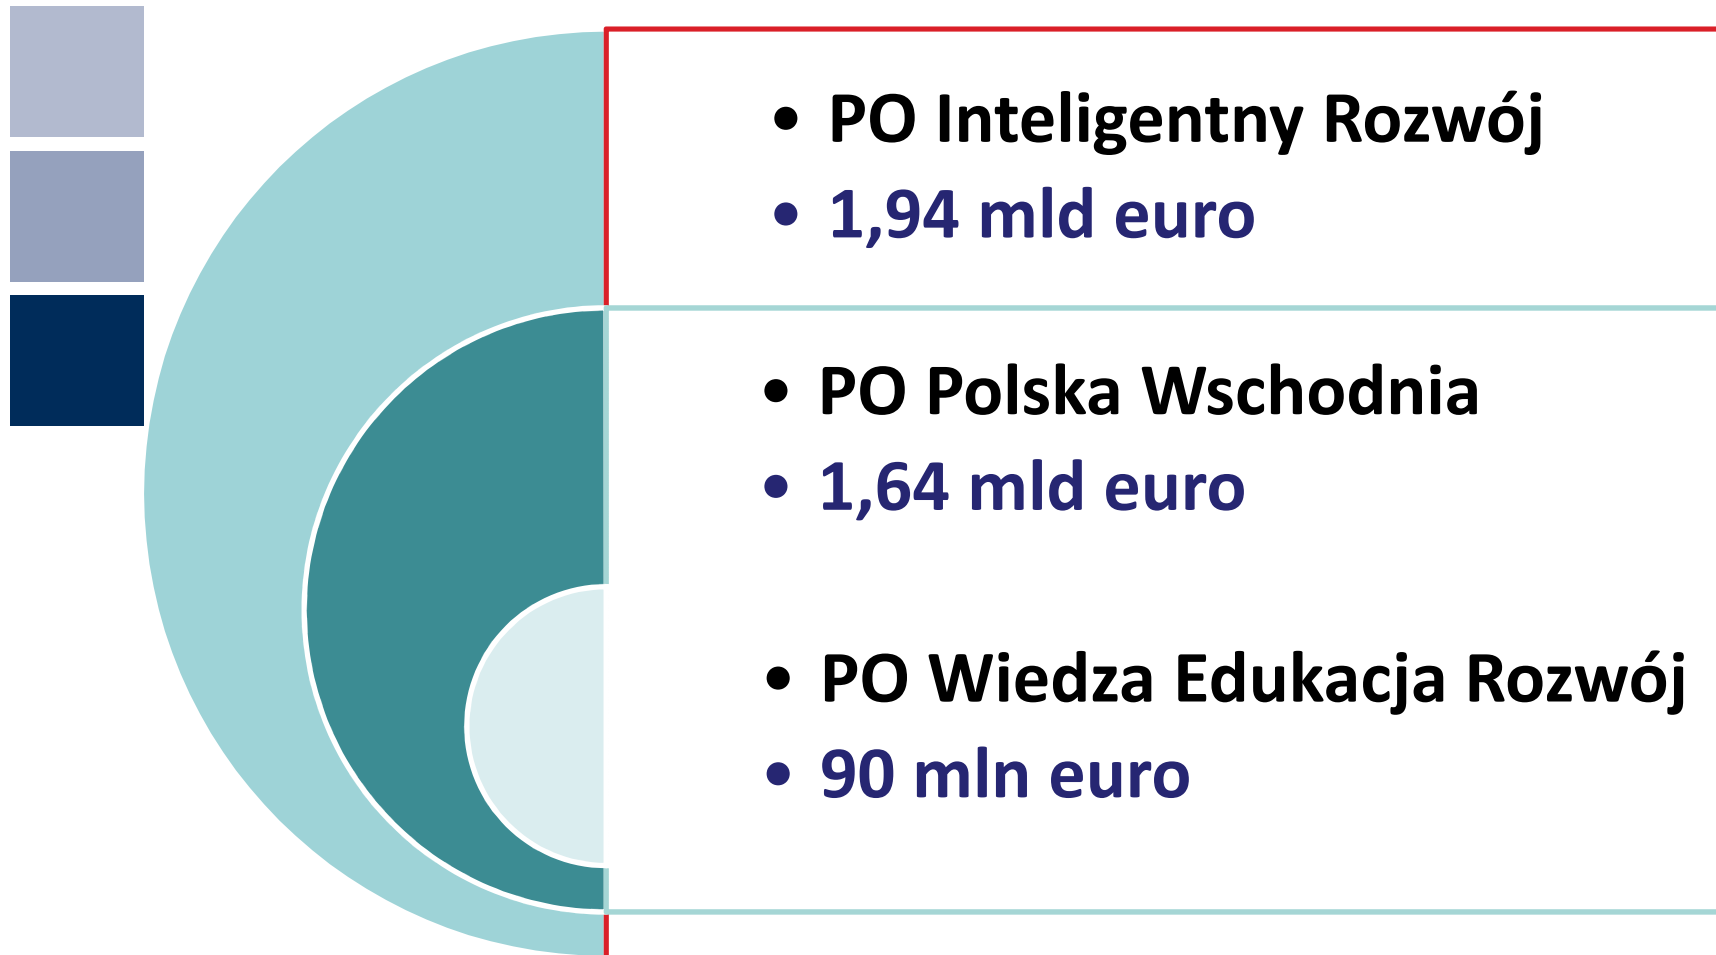 • PO Inteligentny Rozwój
• 1,94 mld euro
• PO Polska Wschodnia
• 1,64 mld euro
• PO Wiedza Edukacja Rozwój
• 90 mln euro